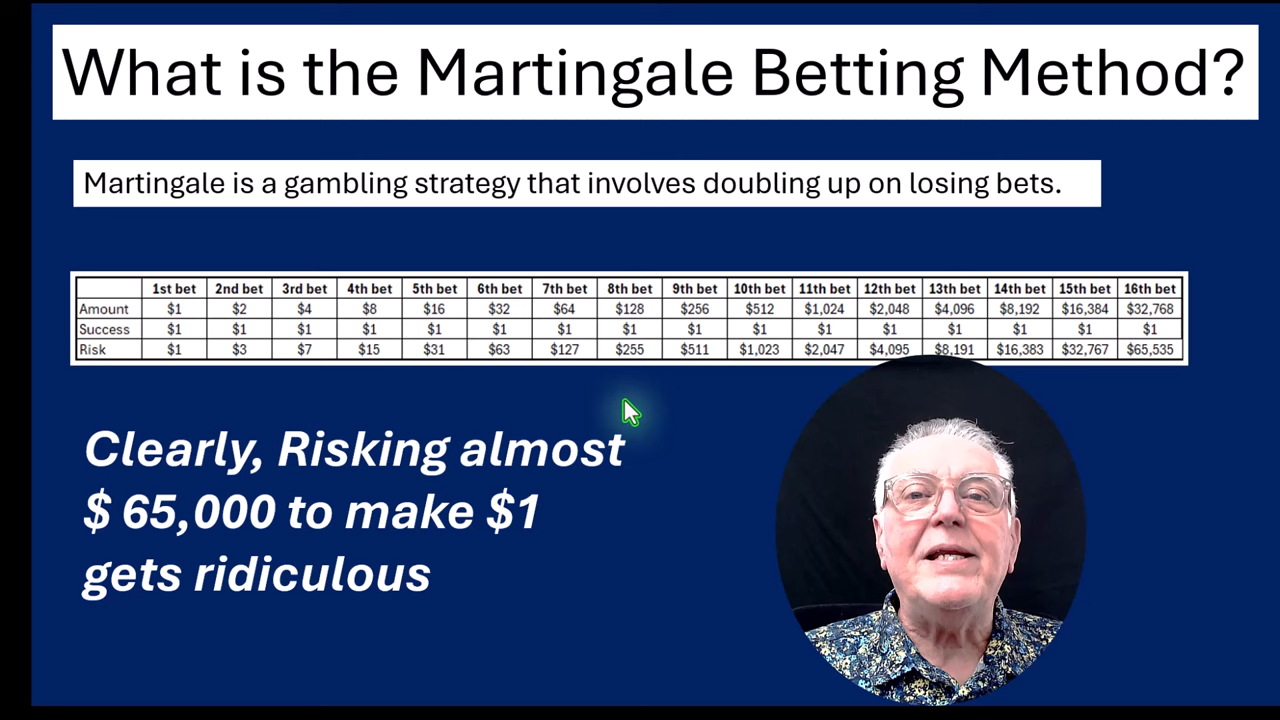 What is the Martingale Betting Method?
Martingale is a gambling strategy that involves doubling up on losing bets.
1st bet 2nd bet 3rd bet 4th bet 5th bet 6th bet 7th bet 8th bet 9th bet 10th bet 11th bet 12th bet 13th bet 14th bet 15th bet 16th bet
Amount $1 $2 $4 $8 $16 $32 $64 $128 $256 $512 $1,024 $2,048 $4,096 $8,192 $16,384 $32,768
Success $1 $1 $1 $1 $1 $1 $1 $1 $1 $1 $1 $1 $1 $1 $1 $1
Risk $1 $3 $7 $15 $31 $63 $127 $255 $511 $1,023 $2,047 $4,095 $8,191 $16,383 $32,767 $65,535
Clearly, Risking almost
$ 65,000 to make $1
gets ridiculous